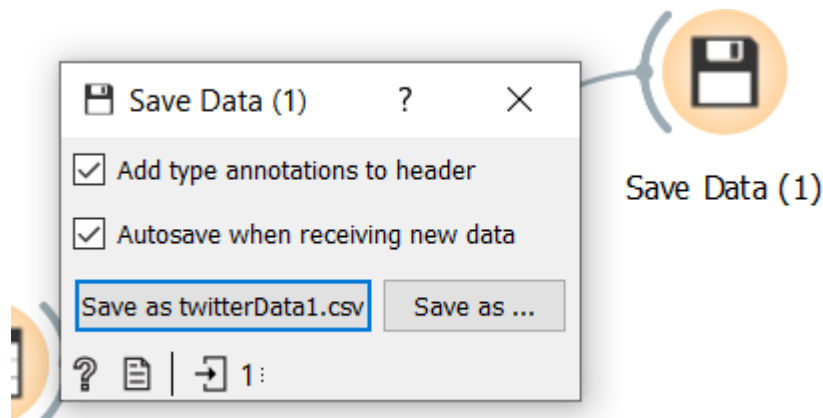 Save Data (1) ?
Add type annotations to header
Autosave when receiving new data
Save as twitterData1.csv Save as ...
? 1
Save Data (1)